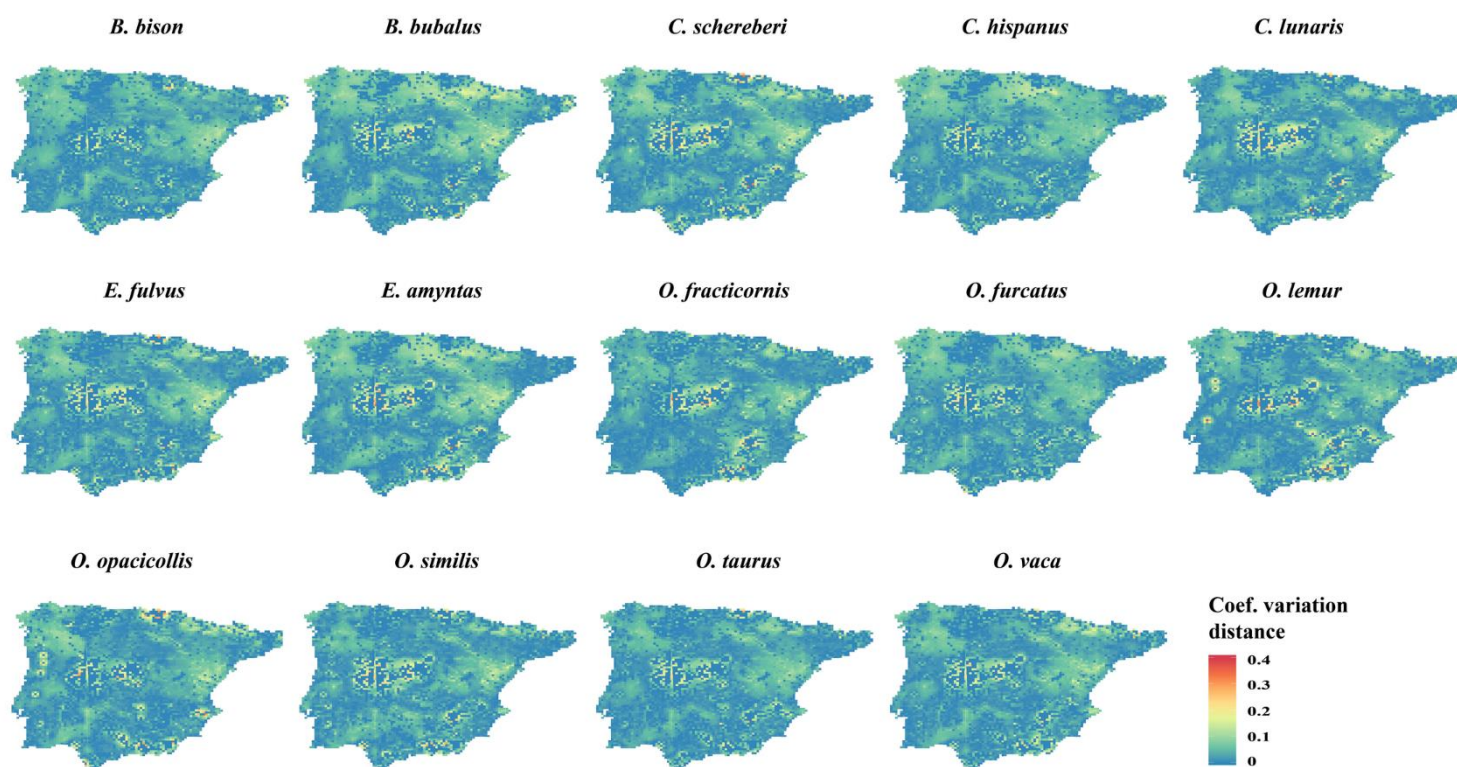 B. bison
B. bubalus
C. schereberi
C. hispanus
C. lunaris
E. fulvus
E. amyntas
O. fracticornis
O. furcatus
O. lemur
O. opacicollis
O. similis
O. taurus
O. vaca
Coef. variation
distance
0.4
0.3
0.2
0.1
0